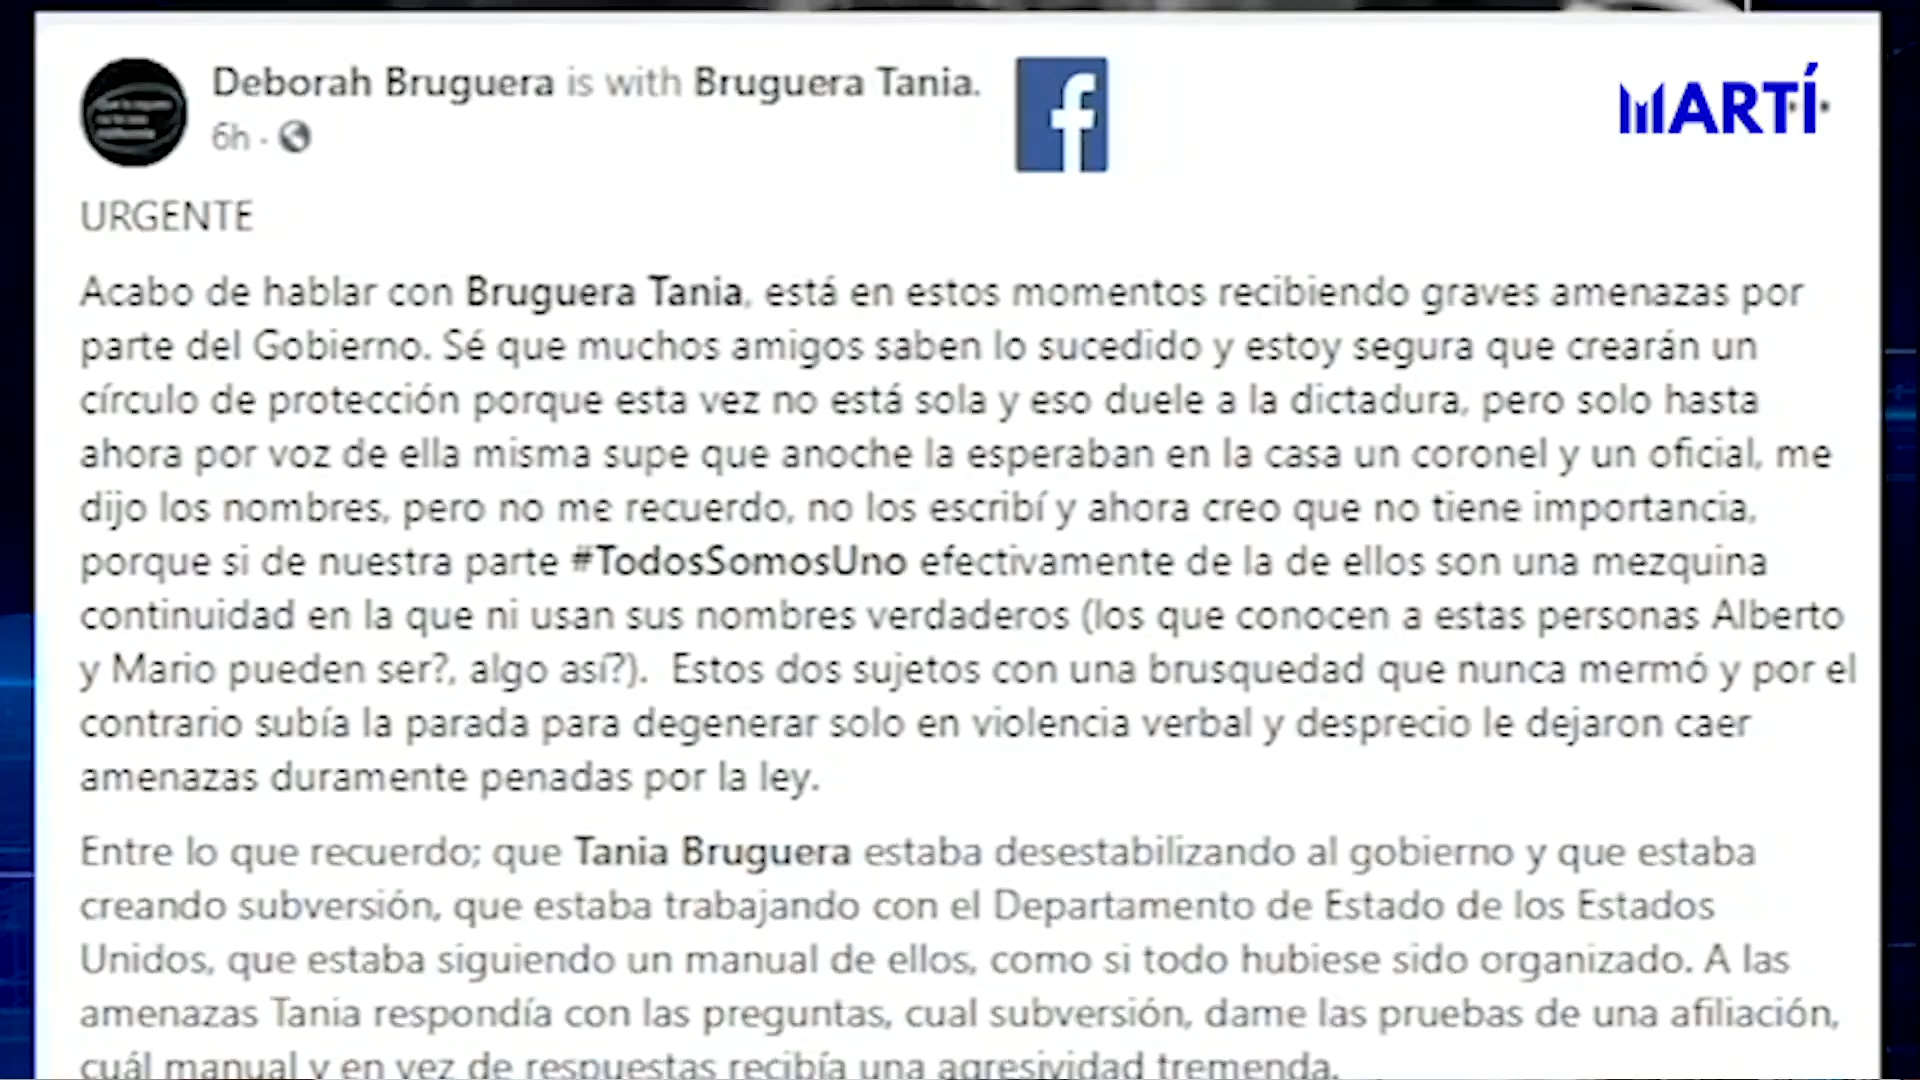 Deborah Bruguera is with Bruguera Tania.
6h ·
MARTÍ
URGENTE
Acabo de hablar con Bruguera Tania, está en estos momentos recibiendo graves amenazas por
parte del Gobierno. Sé que muchos amigos saben lo sucedido y estoy segura que crearán un
círculo de protección porque esta vez no está sola y eso duele a la dictadura, pero solo hasta
ahora por voz de ella misma supe que anoche la esperaban en la casa un coronel y un oficial, me
dijo los nombres, pero no me recuerdo, no los escribí y ahora creo que no tiene importancia,
porque si de nuestra parte #TodosSomosUno efectivamente de la de ellos son una mezquina
continuidad en la que ni usan sus nombres verdaderos (los que conocen a estas personas Alberto
y Mario pueden ser?, algo así?). Estos dos sujetos con una brusquedad que nunca mermó y por el
contrario subía la parada para degenerar solo en violencia verbal y desprecio le dejaron caer
amenazas duramente penadas por la ley.
Entre lo que recuerdo; que Tania Bruguera estaba desestabilizando al gobierno y que estaba
creando subversión, que estaba trabajando con el Departamento de Estado de los Estados
Unidos, que estaba siguiendo un manual de ellos, como si todo hubiese sido organizado. A las
amenazas Tania respondía con las preguntas, cual subversión, dame las pruebas de una afiliación,
cuál manual y en vez de respuestas recibía una agresividad tremenda.